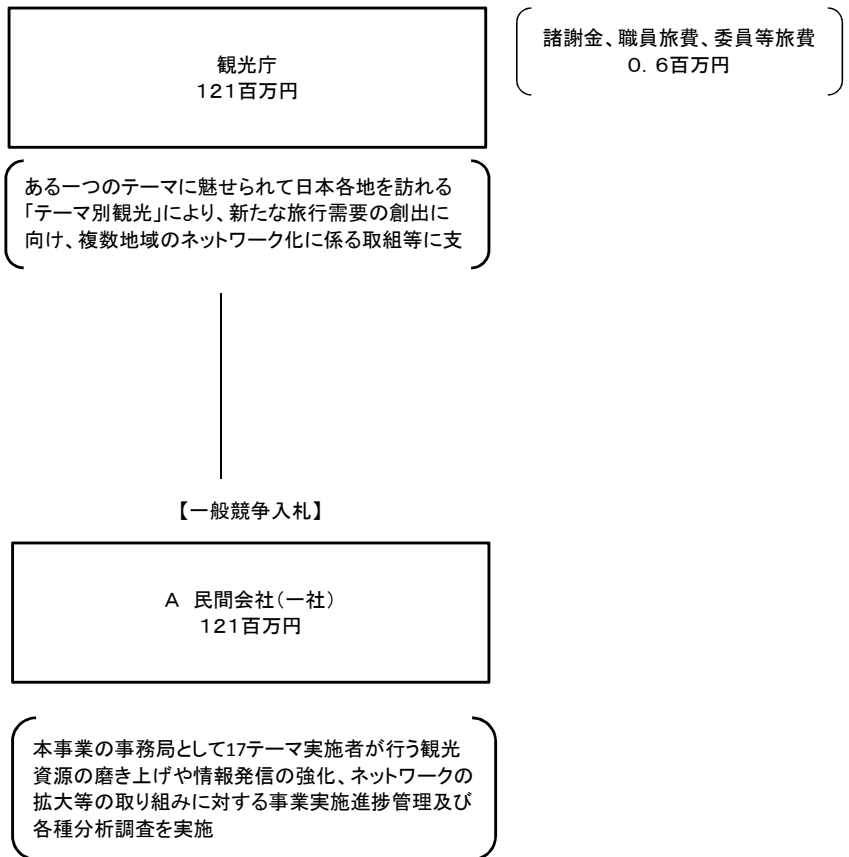 観光庁
121百万円
諸謝金、職員旅費、委員等旅費
0．6百万円
ある一つのテーマに魅せられて日本各地を訪れる
「テーマ別観光」により、新たな旅行需要の創出に
向け、複数地域のネットワーク化に係る取組等に支
【一般競争入札】
A　民間会社（一社）
121百万円
本事業の事務局として17テーマ実施者が行う観光
資源の磨き上げや情報発信の強化、ネットワークの
拡大等の取り組みに対する事業実施進捗管理及び
各種分析調査を実施